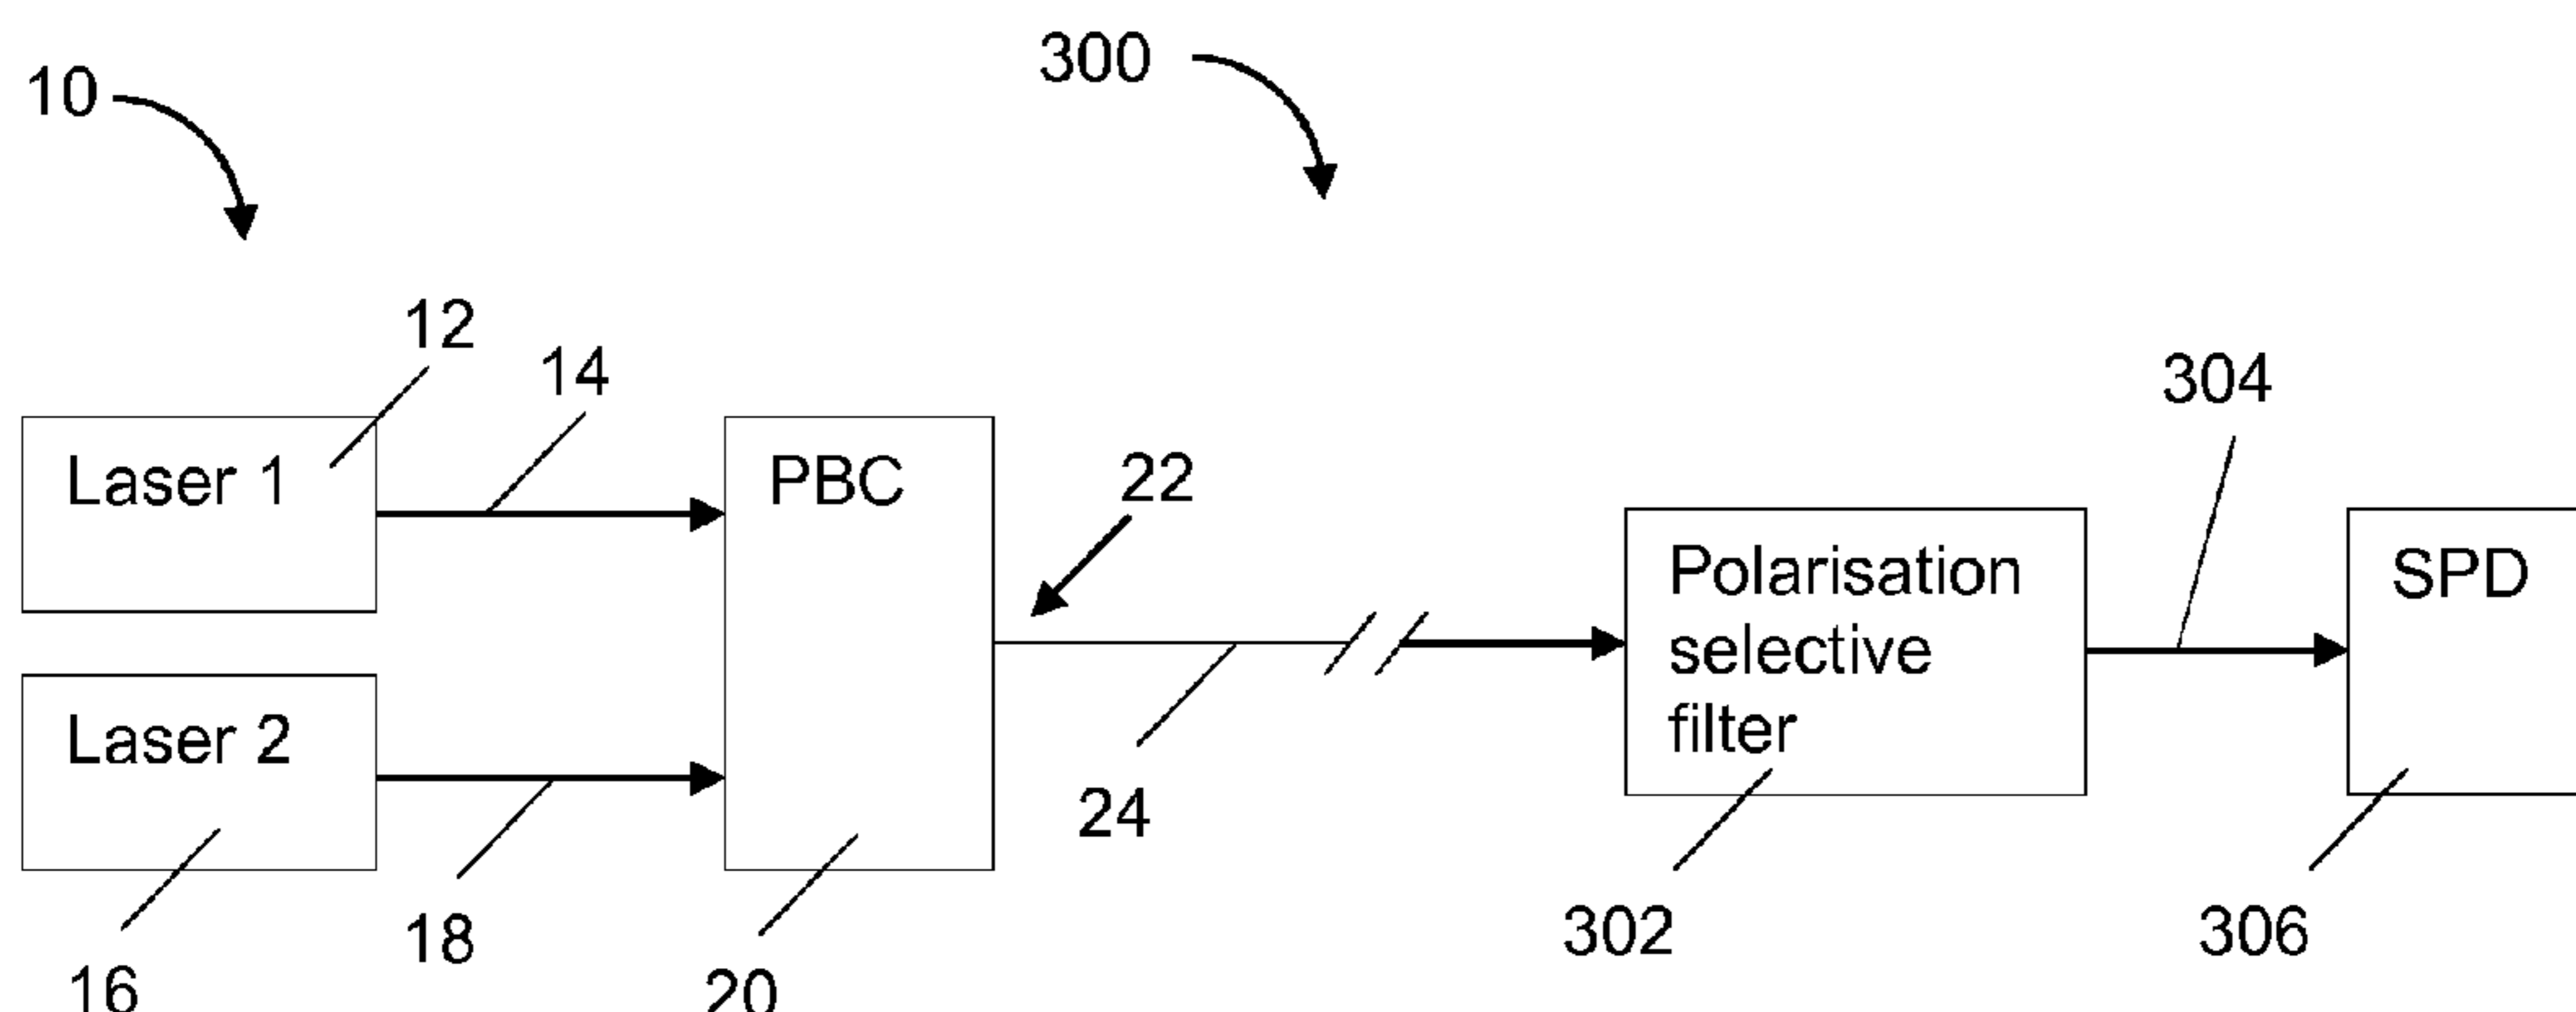 300
10
12
14
304
Laser 1
PBC
22
Polarisation
selective
filter
SPD
Laser 2
24
18
302
306
16
20